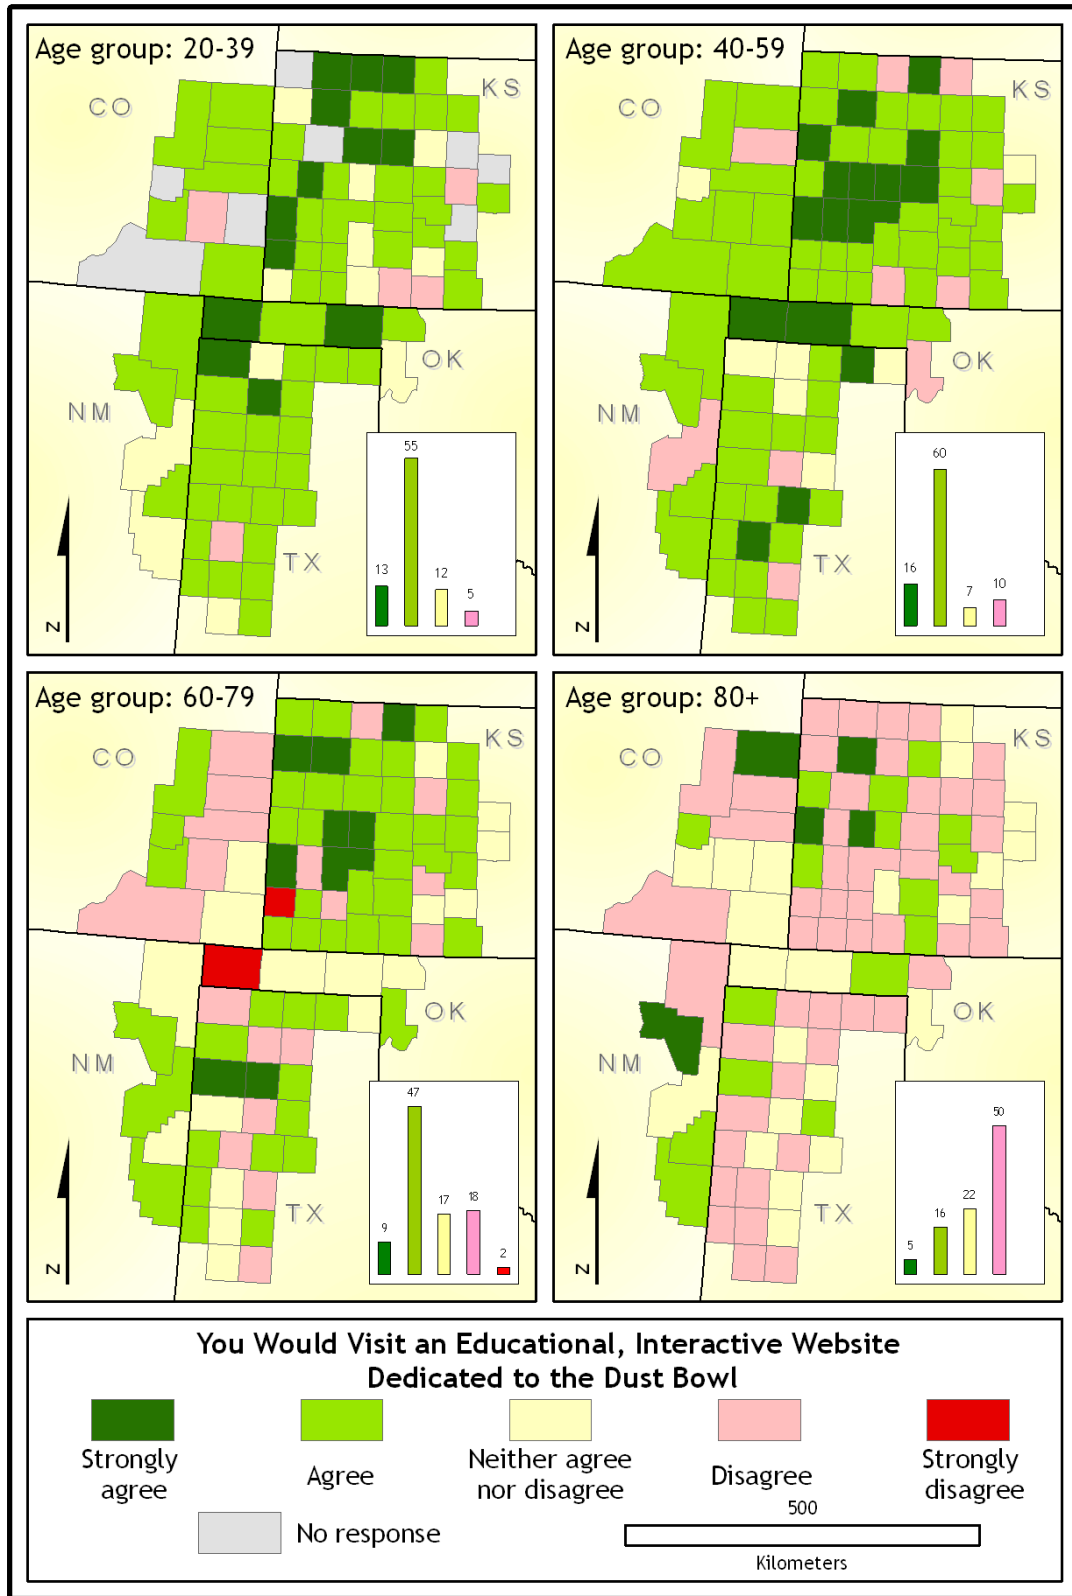 Age group: 20-39
CO
KS
NM
OK
TX
13
55
12
5
N
Age group: 40-59
CO
KS
NM
OK
TX
16
60
7
10
N
Age group: 60-79
CO
KS
NM
OK
TX
9
47
17
18
2
N
Age group: 80+
CO
KS
NM
OK
TX
5
16
22
50
N
You Would Visit an Educational, Interactive Website
Dedicated to the Dust Bowl
Strongly
agree
Agree
Neither agree
nor disagree
Disagree
Strongly
disagree
No response
500
Kilometers